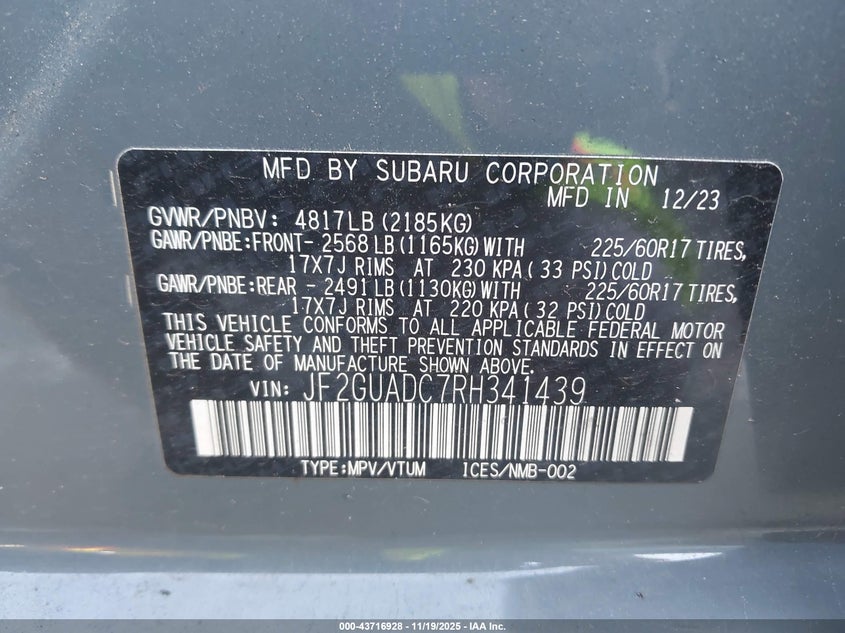 MFD BY SUBARU CORPORATION
MFD IN 12/23
GVWR/PNBV: 4817LB (2185KG)
GAWR/PNBE:FRONT- 2568 LB (1165KG) WITH 225/60R17 TIRES,
17X7J RIMS AT 230 KPA ( 33 PSI) COLD
GAWR/PNBE:REAR - 2491 LB (1130KG) WITH 225/60R17 TIRES,
17X7J RIMS AT 220 KPA ( 32 PSI) COLD
THIS VEHICLE CONFORMS TO ALL APPLICABLE FEDERAL MOTOR
VEHICLE SAFETY AND THEFT PREVENTION STANDARDS IN EFFECT ON
THE DATE OF MANUFACTURE SHOWN ABOVE.
VIN: JF2GUADC7RH341439
TYPE:MPV/VTUM ICES/NMB-002
000-43716928 - 11/19/2025 - IAA Inc.